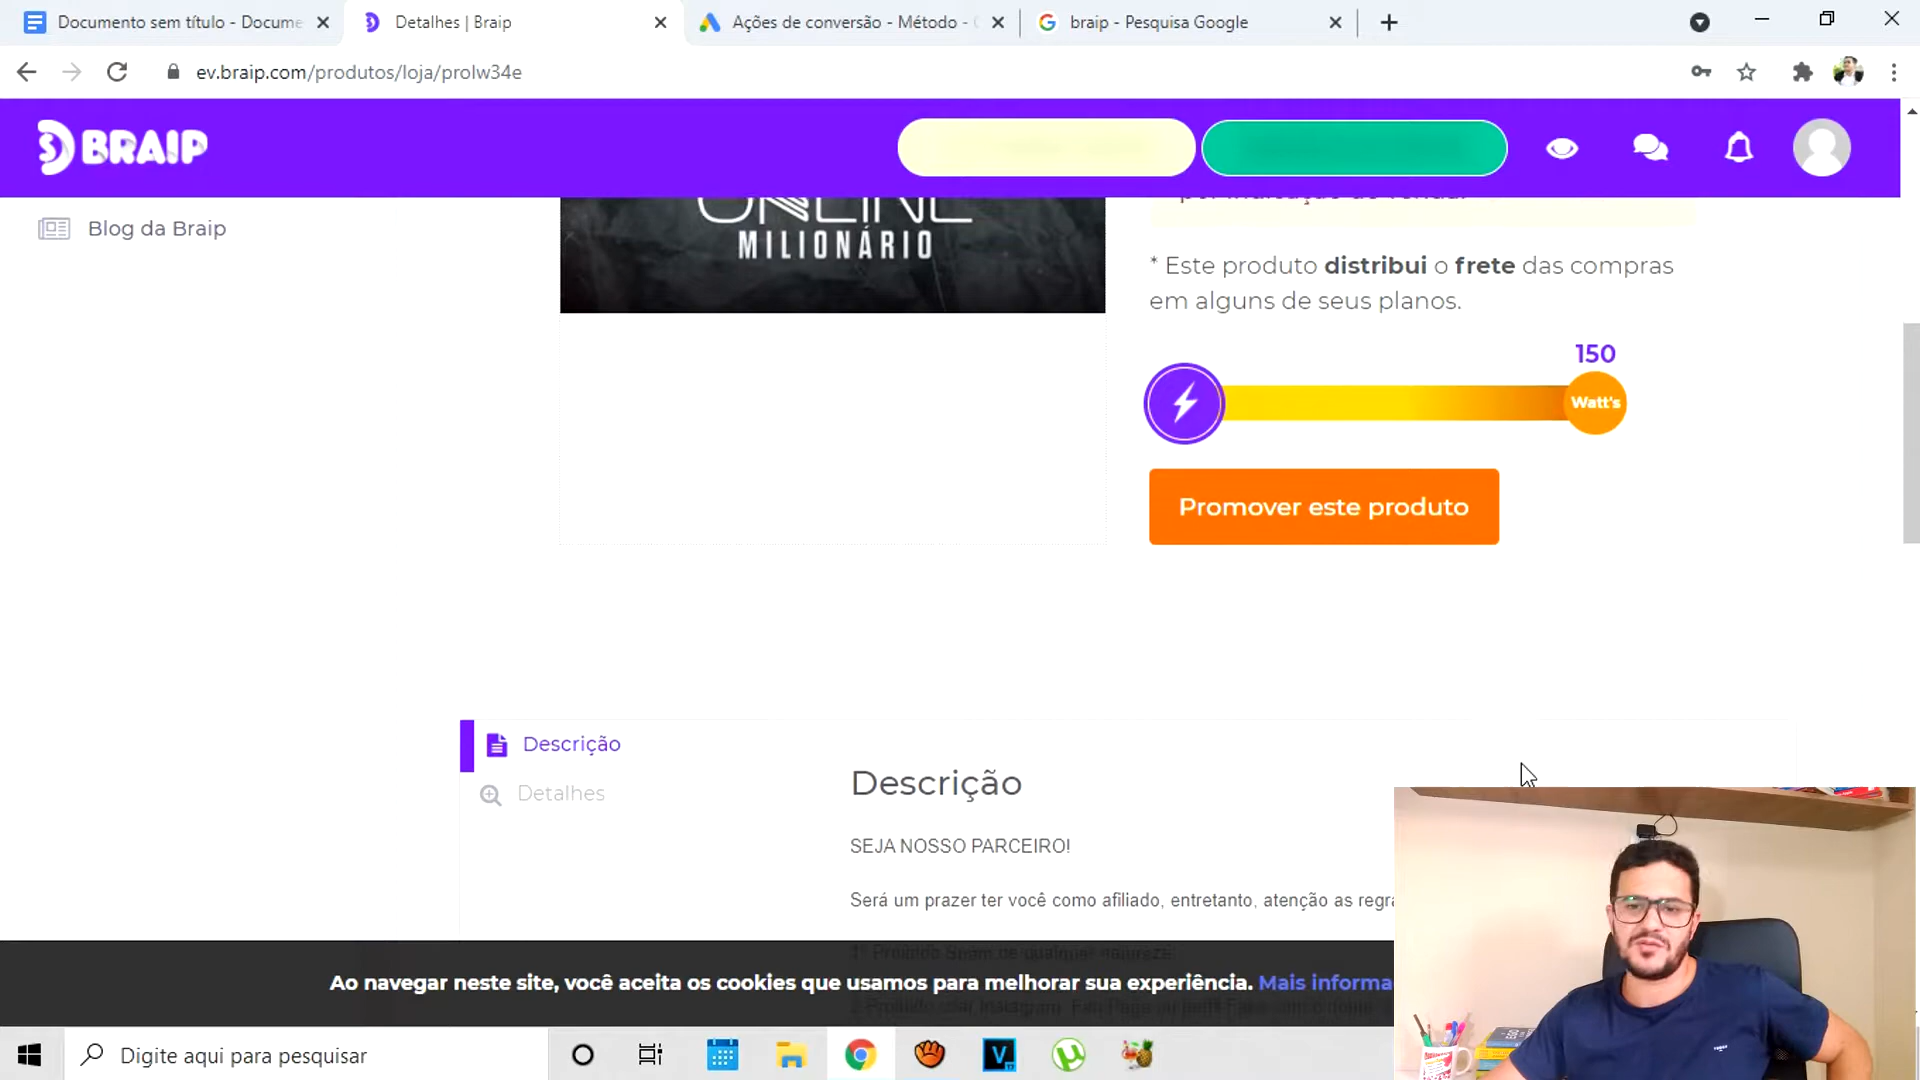 Documento sem título - Docume
Detalhes | Braip
Ações de conversão - Método -
braip - Pesquisa Google
ev.braip.com/produtos/loja/prolw34e
BRAIP
Blog da Braip
ONLINE
MILIONÁRIO
* Este produto distribui o frete das compras
em alguns de seus planos.
150
Watt's
Promover este produto
Descrição
Detalhes
Descrição
SEJA NOSSO PARCEIRO!
Será um prazer ter você como afiliado, entretanto, atenção as regra
Ao navegar neste site, você aceita os cookies que usamos para melhorar sua experiência. Mais informa
Digite aqui para pesquisar